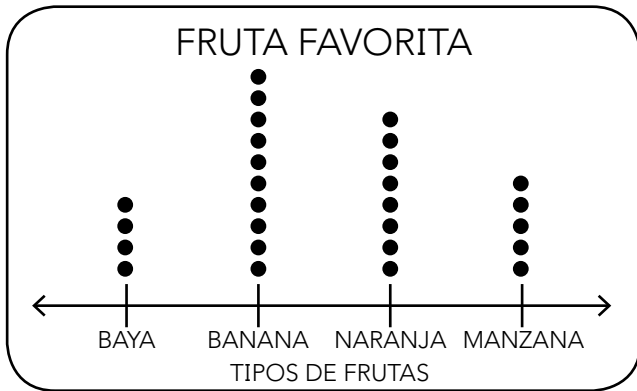 FRUTA FAVORITA
BAYA BANANA NARANJA MANZANA
TIPOS DE FRUTAS